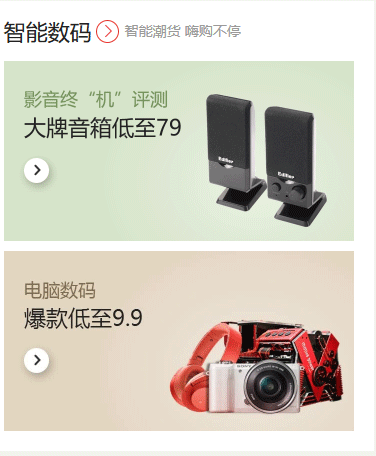 智能数码 智能潮货 嗨购不停
影音终“机”评测
大牌音箱低至79
Edifier
Edifier
电脑数码
爆款低至9.9
SONY